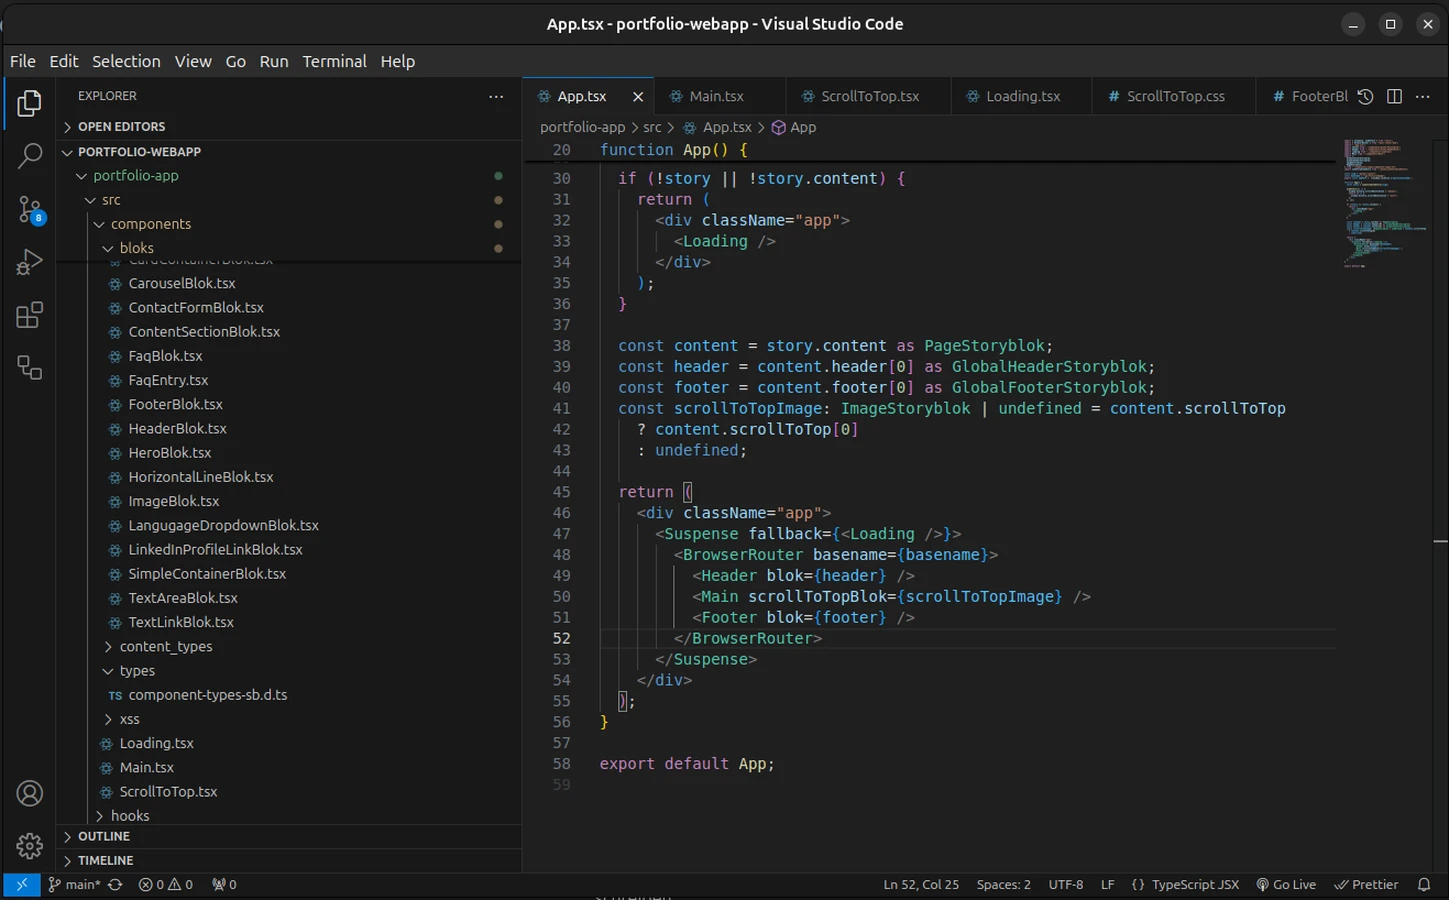 App.tsx - portfolio-webapp - Visual Studio Code
File Edit Selection View Go Run Terminal Help
EXPLORER
OPEN EDITORS
PORTFOLIO-WEBAPP
portfolio-app
src
components
bloks
CardContainerBlok.tsx
CarouselBlok.tsx
ContactFormBlok.tsx
ContentSectionBlok.tsx
FaqBlok.tsx
FaqEntry.tsx
FooterBlok.tsx
HeaderBlok.tsx
HeroBlok.tsx
HorizontalLineBlok.tsx
ImageBlok.tsx
LangugageDropdownBlok.tsx
LinkedInProfileLinkBlok.tsx
SimpleContainerBlok.tsx
TextAreaBlok.tsx
TextLinkBlok.tsx
content_types
types
TS component-types-sb.d.ts
xss
Loading.tsx
Main.tsx
ScrollToTop.tsx
hooks
OUTLINE
TIMELINE
8
App.tsx Main.tsx ScrollToTop.tsx Loading.tsx # ScrollToTop.css # FooterBl
portfolio-app > src > App.tsx > App
20 function App() {
30 if (!story || !story.content) {
31 return (
32 <div className="app">
33 <Loading />
34 </div>
35 );
36 }
37
38 const content = story.content as PageStoryblok;
39 const header = content.header[0] as GlobalHeaderStoryblok;
40 const footer = content.footer[0] as GlobalFooterStoryblok;
41 const scrollToTopImage: ImageStoryblok | undefined = content.scrollToTop
42 ? content.scrollToTop[0]
43 : undefined;
44
45 return (
46 <div className="app">
47 <Suspense fallback={<Loading />}>
48 <BrowserRouter basename={basename}>
49 <Header blok={header} />
50 <Main scrollToTopBlok={scrollToTopImage} />
51 <Footer blok={footer} />
52 </BrowserRouter>
53 </Suspense>
54 </div>
55 );
56 }
57
58 export default App;
59
main* 0 0 0 Ln 52, Col 25 Spaces: 2 UTF-8 LF {} TypeScript JSX Go Live Prettier